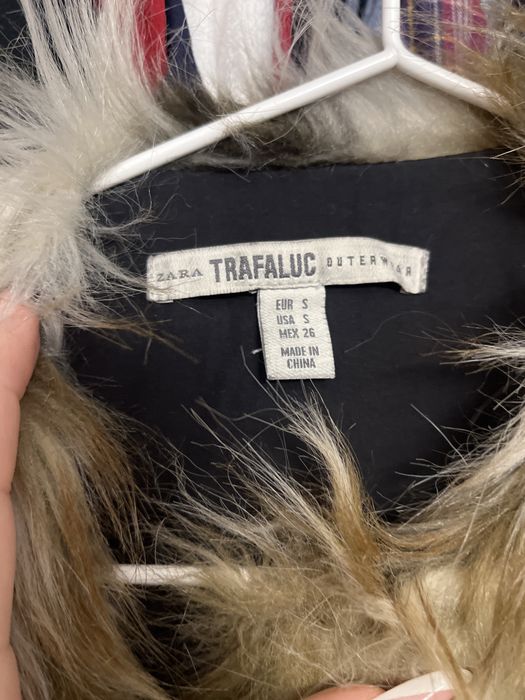 ZARA TRAFALUC OUTERWEAR
EUR S
USA S
MEX 26
MADE IN
CHINA